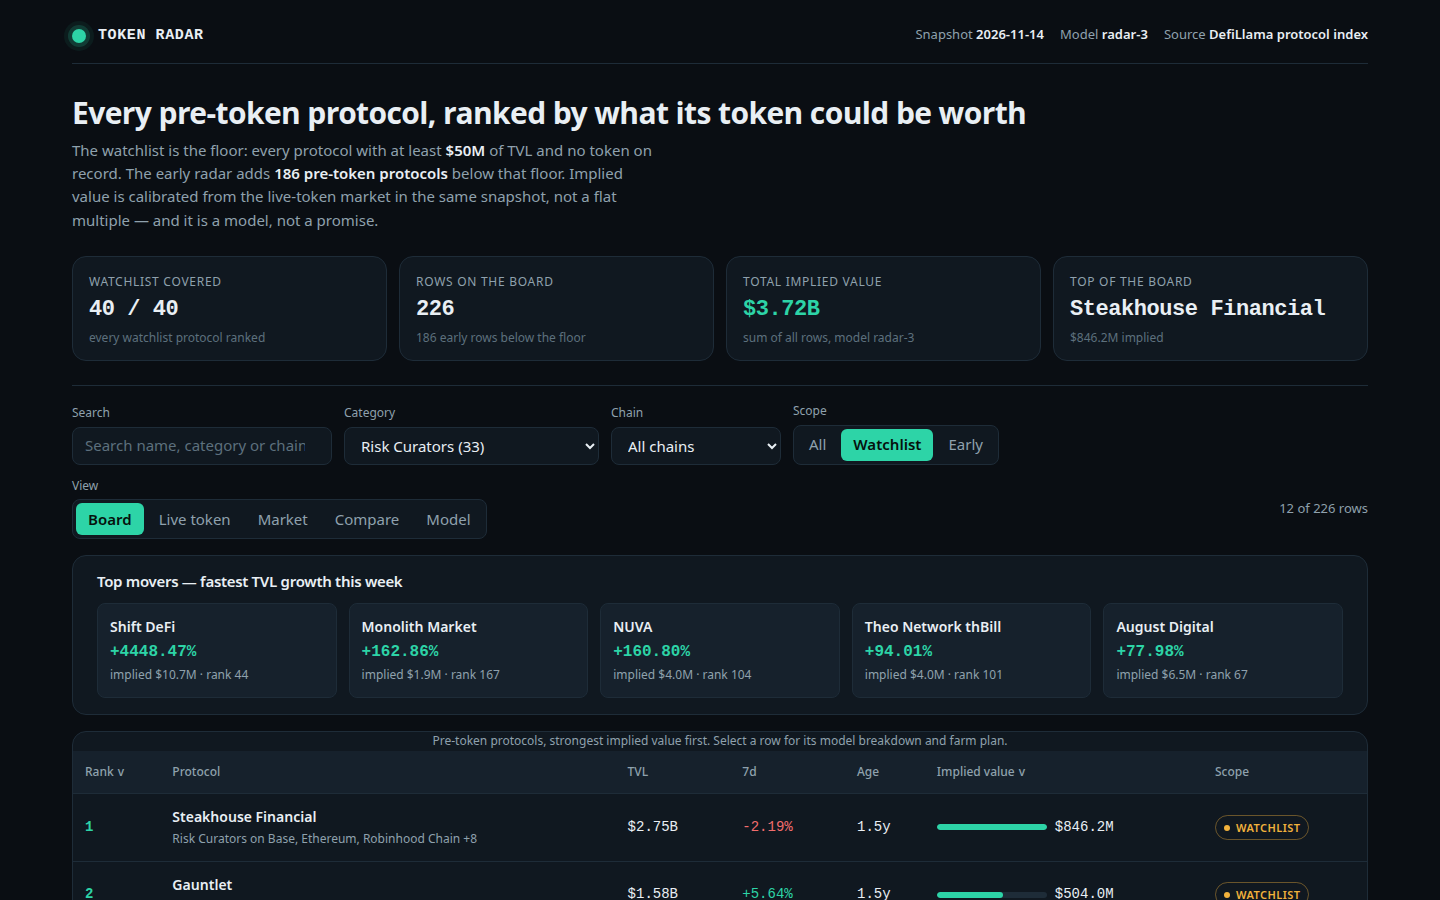 TOKEN RADAR
Snapshot 2026-11-14 Model radar-3 Source DefiLlama protocol index
Every pre-token protocol, ranked by what its token could be worth
The watchlist is the floor: every protocol with at least $50M of TVL and no token on
record. The early radar adds 186 pre-token protocols below that floor. Implied
value is calibrated from the live-token market in the same snapshot, not a flat
multiple — and it is a model, not a promise.
WATCHLIST COVERED
40 / 40
every watchlist protocol ranked
ROWS ON THE BOARD
226
186 early rows below the floor
TOTAL IMPLIED VALUE
$3.72B
sum of all rows, model radar-3
TOP OF THE BOARD
Steakhouse Financial
$846.2M implied
Search
Search name, category or chain
Category
Risk Curators (33)
Chain
All chains
Scope
All Watchlist Early
View
Board Live token Market Compare Model
12 of 226 rows
Top movers — fastest TVL growth this week
Shift DeFi
+4448.47%
implied $10.7M · rank 44
Monolith Market
+162.86%
implied $1.9M · rank 167
NUVA
+160.80%
implied $4.0M · rank 104
Theo Network thBill
+94.01%
implied $4.0M · rank 101
August Digital
+77.98%
implied $6.5M · rank 67
Pre-token protocols, strongest implied value first. Select a row for its model breakdown and farm plan.
Rank v Protocol TVL 7d Age Implied value v Scope
1 Steakhouse Financial $2.75B -2.19% 1.5y $846.2M WATCHLIST
Risk Curators on Base, Ethereum, Robinhood Chain +8
2 Gauntlet $1.58B +5.64% 1.5y $504.0M WATCHLIST